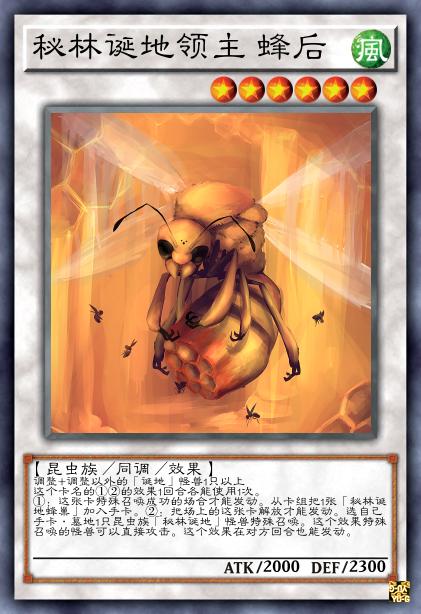 秘林诞地领主 蜂后
風
【昆虫族／同调／效果】
调整+调整以外的「诞地」怪兽1只以上
这个卡名的①②的效果1回合各能使用1次。
①：这张卡特殊召唤成功的场合才能发动。从卡组把1张「秘林诞
地蜂巢」加入手卡。②：把场上的这张卡解放才能发动。选自己
手卡·墓地1只昆虫族「秘林诞地」怪兽特殊召唤。这个效果特殊
召唤的怪兽可以直接攻击。这个效果在对方回合也能发动。
ATK/2000 DEF/2300